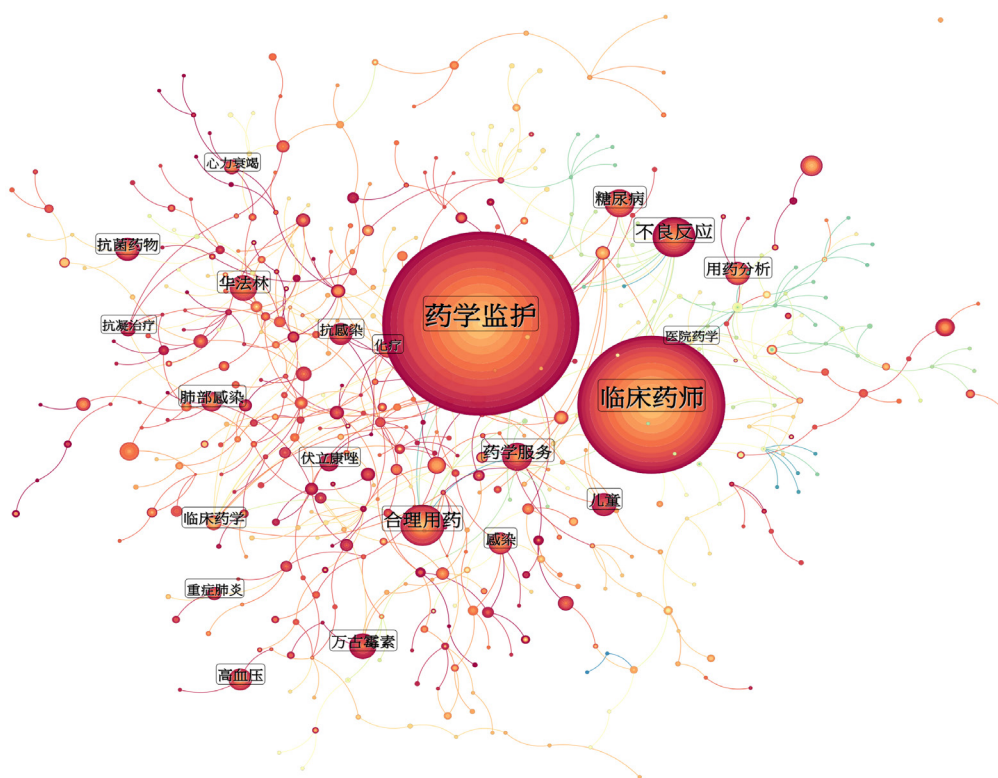 心力衰竭
糖尿病
不良反应
抗菌药物
用药分析
华法林
药学监护
抗凝治疗
抗感染
化疗
医院药学
肺部感染
临床药师
伏立康唑
药学服务
儿童
临床药学
合理用药
感染
重症肺炎
万古霉素
高血压